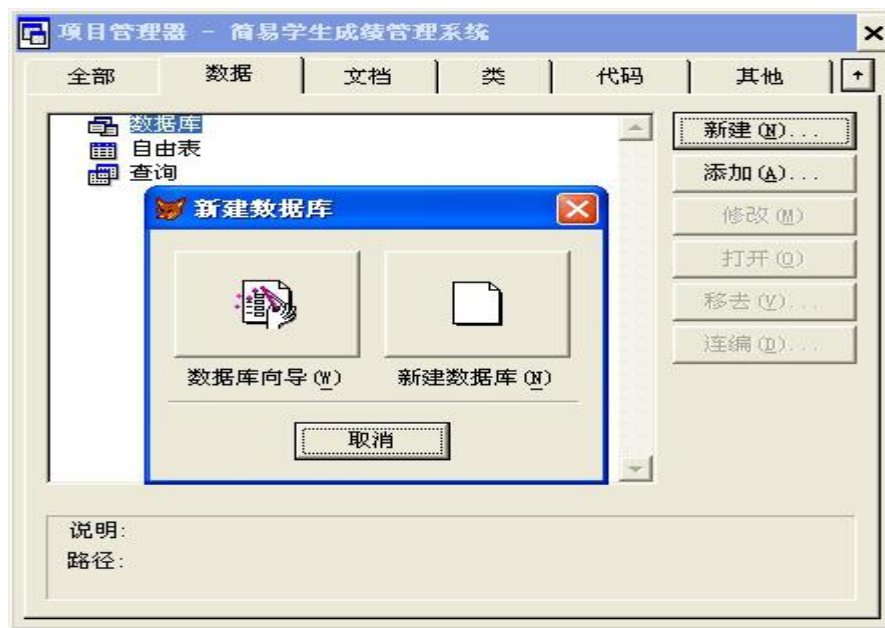 项目管理器 - 简易学生成绩管理系统
全部 数据 文档 类 代码 其他
数据库
自由表
查询
新建(N)...
添加(A)...
修改(M)
打开(O)
移去(V)...
连编(D)...
新建数据库
数据库向导(W) 新建数据库(N)
取消
说明:
路径: